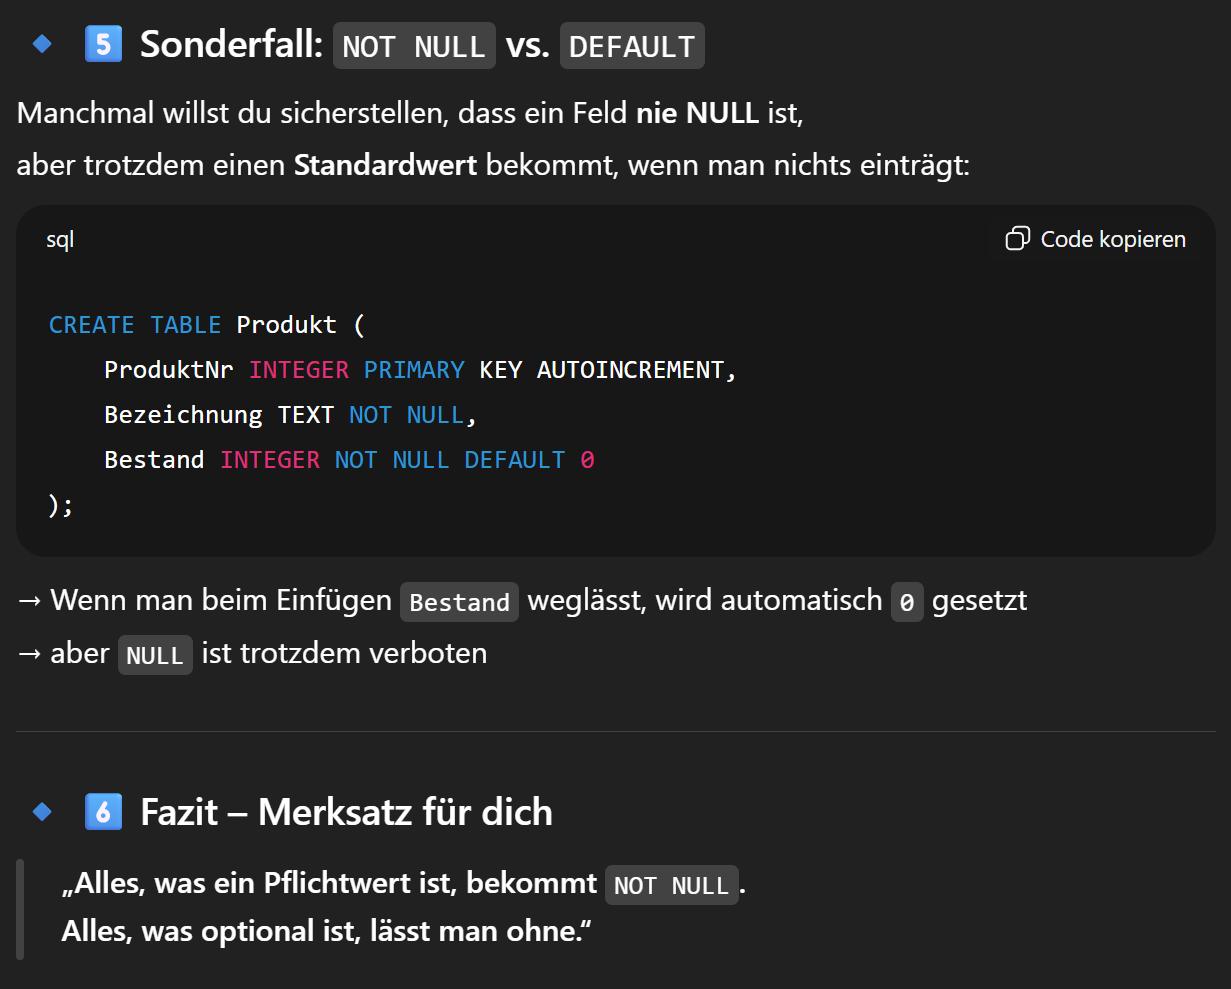 5 Sonderfall: NOT NULL vs. DEFAULT
Manchmal willst du sicherstellen, dass ein Feld nie NULL ist,
aber trotzdem einen Standardwert bekommt, wenn man nichts einträgt:
sql
Code kopieren
CREATE TABLE Produkt (
    ProduktNr INTEGER PRIMARY KEY AUTOINCREMENT,
    Bezeichnung TEXT NOT NULL,
    Bestand INTEGER NOT NULL DEFAULT 0
);
→ Wenn man beim Einfügen Bestand weglässt, wird automatisch 0 gesetzt
→ aber NULL ist trotzdem verboten
6 Fazit – Merksatz für dich
„Alles, was ein Pflichtwert ist, bekommt NOT NULL.
Alles, was optional ist, lässt man ohne.“